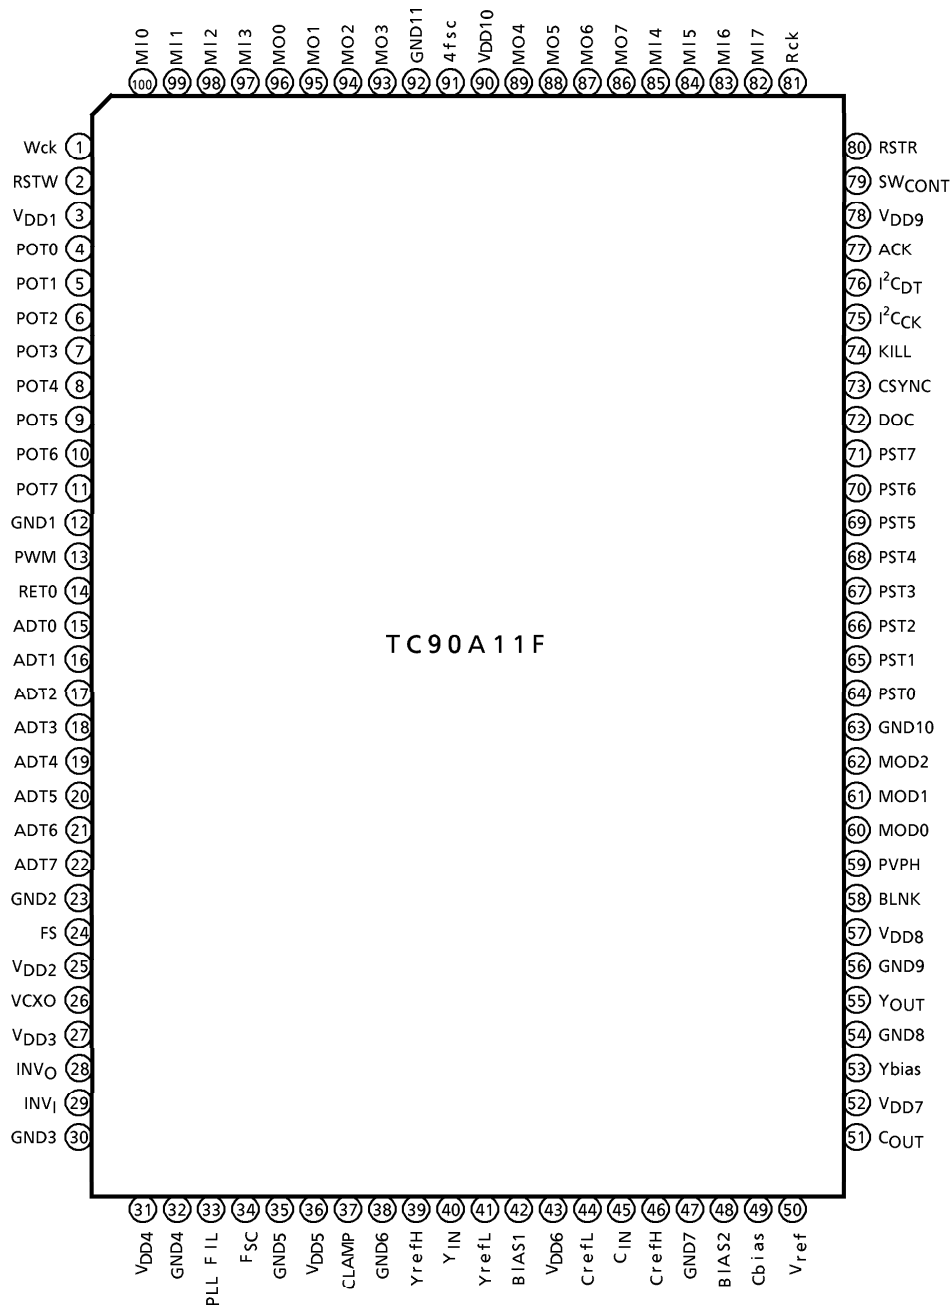 MI0 MI1 MI2 MI3 MO0 MO1 MO2 MO3 GND11 4fsc VDD10 MO4 MO5 MO6 MO7 MI4 MI5 MI6 MI7 Rck
100 99 98 97 96 95 94 93 92 91 90 89 88 87 86 85 84 83 82 81
Wck 1 80 RSTR
RSTW 2 79 SWCONT
VDD1 3 78 VDD9
POT0 4 77 ACK
POT1 5 76 I²CDT
POT2 6 75 I²CCK
POT3 7 74 KILL
POT4 8 73 CSYNC
POT5 9 72 DOC
POT6 10 71 PST7
POT7 11 70 PST6
GND1 12 69 PST5
PWM 13 68 PST4
RET0 14 67 PST3
ADT0 15 66 PST2
TC90A11F
ADT1 16 65 PST1
ADT2 17 64 PST0
ADT3 18 63 GND10
ADT4 19 62 MOD2
ADT5 20 61 MOD1
ADT6 21 60 MOD0
ADT7 22 59 PVPH
GND2 23 58 BLNK
FS 24 57 VDD8
VDD2 25 56 GND9
VCXO 26 55 YOUT
VDD3 27 54 GND8
INVO 28 53 Ybias
INVI 29 52 VDD7
GND3 30 51 COUT
31 32 33 34 35 36 37 38 39 40 41 42 43 44 45 46 47 48 49 50
VDD4 GND4 PLL FIL FSC GND5 VDD5 CLAMP GND6 YrefH YIN YrefL BIAS1 VDD6 CrefL CIN CrefH GND7 BIAS2 Cbias Vref